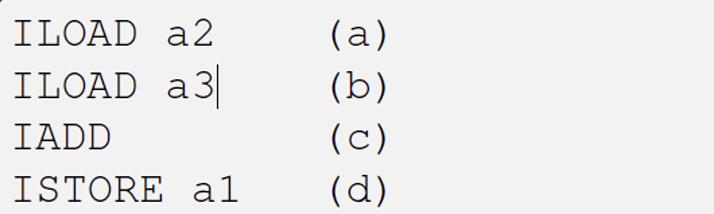 ILOAD a2 (a)
ILOAD a3 (b)
IADD (c)
ISTORE a1 (d)